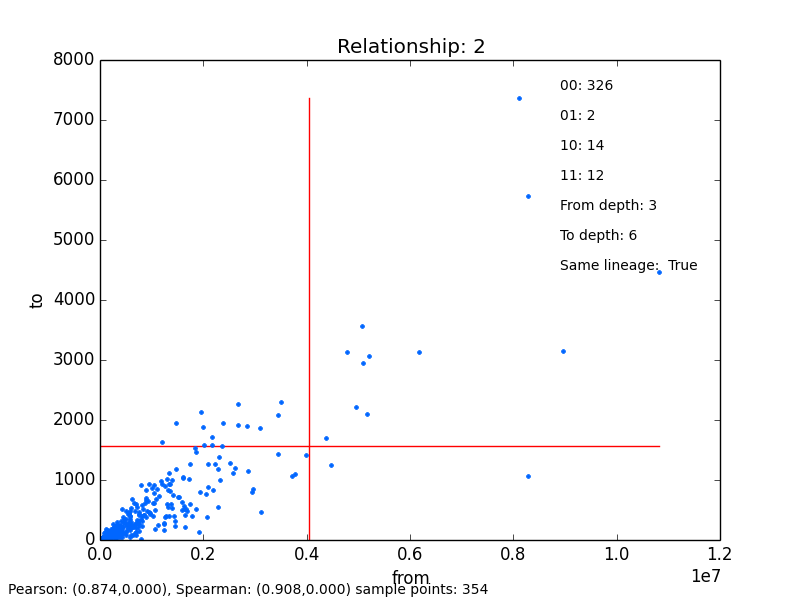 Relationship: 2
8000
7000
6000
5000
4000
3000
2000
1000
0
to
00: 326
01: 2
10: 14
11: 12
From depth: 3
To depth: 6
Same lineage: True
0.0 0.2 0.4 0.6 0.8 1.0 1.2
from
1e7
Pearson: (0.874,0.000), Spearman: (0.908,0.000) sample points: 354